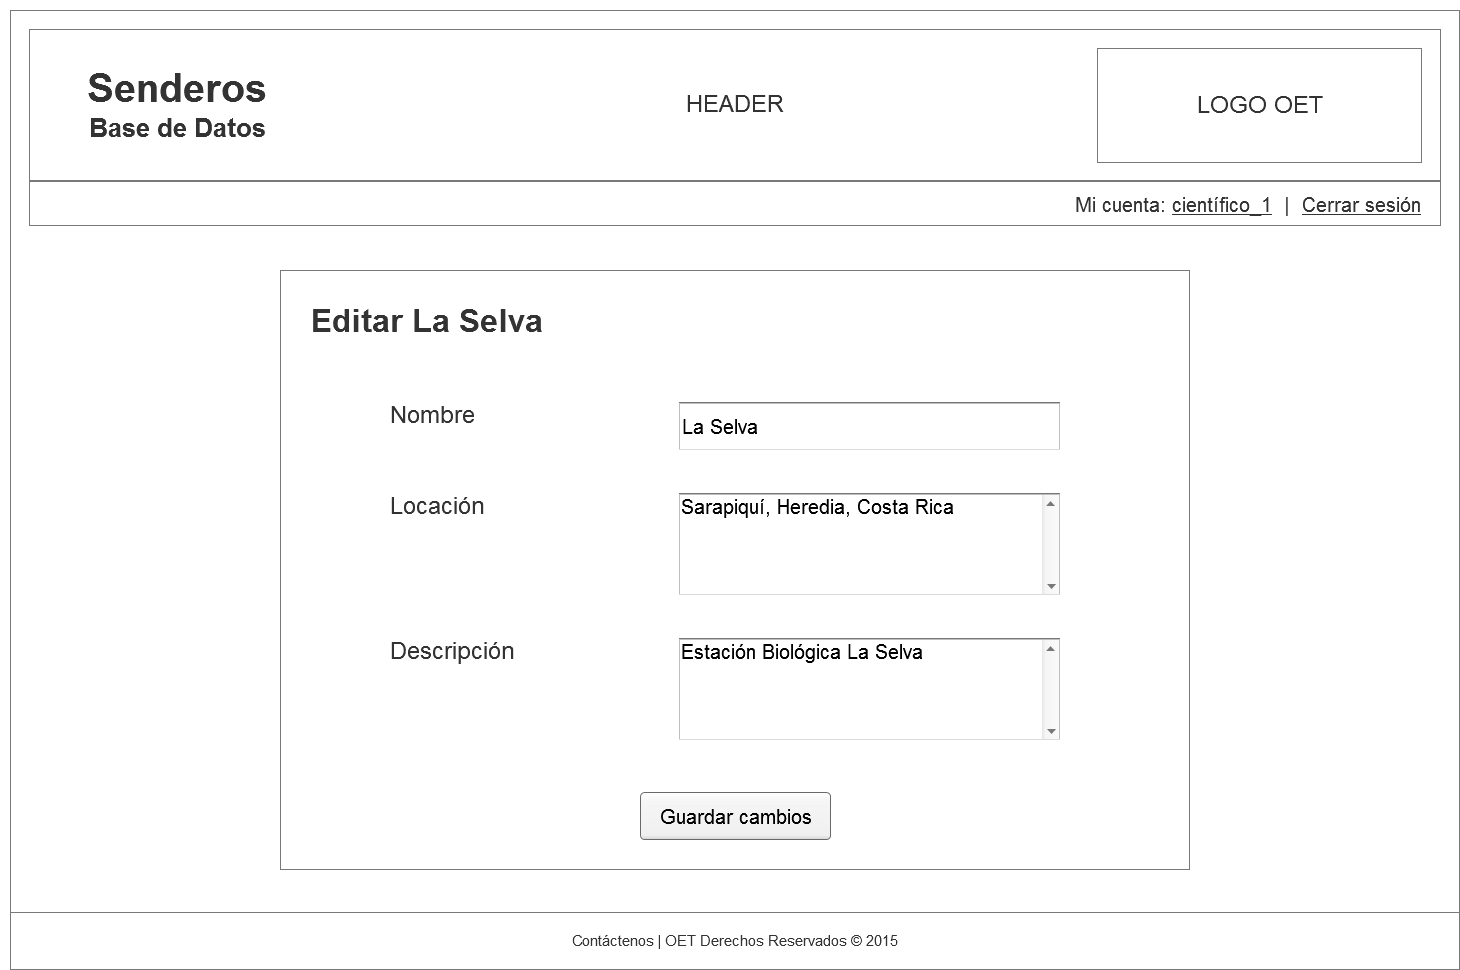 Senderos
Base de Datos
HEADER
LOGO OET
Mi cuenta: científico_1 | Cerrar sesión
Editar La Selva
Nombre
La Selva
Locación
Sarapiquí, Heredia, Costa Rica
Descripción
Estación Biológica La Selva
Guardar cambios
Contáctenos | OET Derechos Reservados © 2015